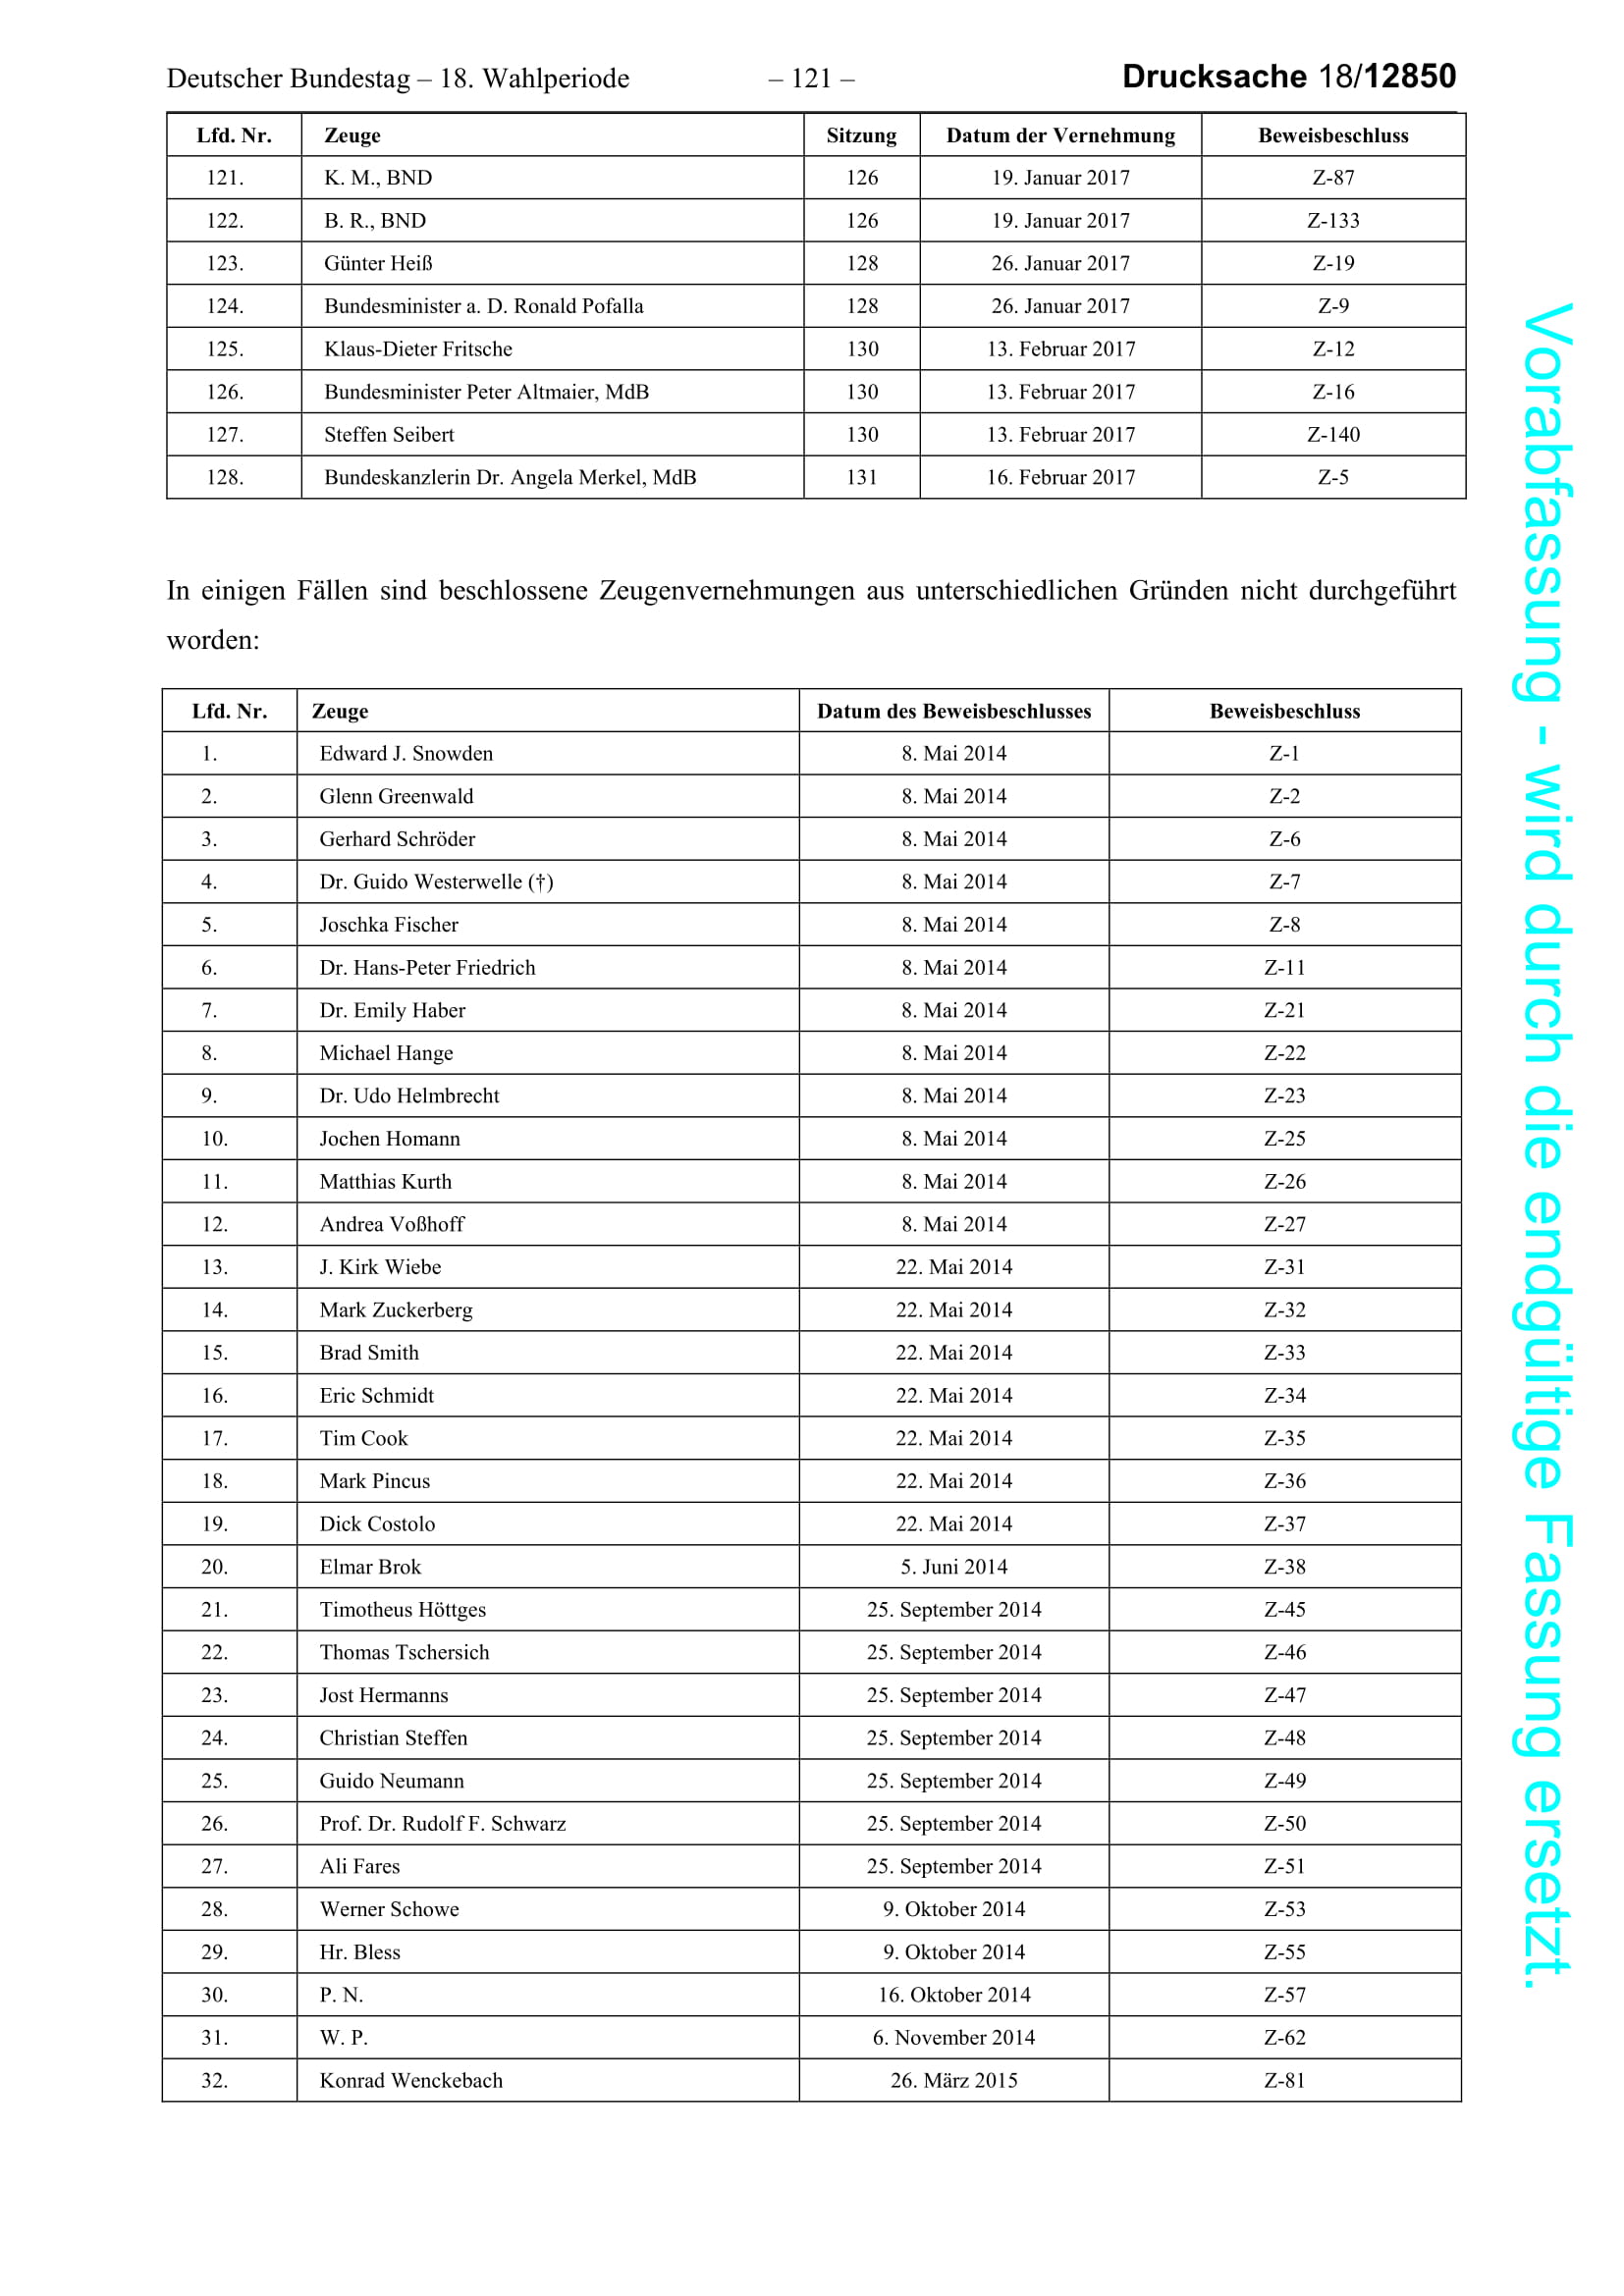 Deutscher Bundestag – 18. Wahlperiode – 121 – Drucksache 18/12850
Lfd. Nr. Zeuge Sitzung Datum der Vernehmung Beweisbeschluss
121. K. M., BND 126 19. Januar 2017 Z-87
122. B. R., BND 126 19. Januar 2017 Z-133
123. Günter Heiß 128 26. Januar 2017 Z-19
124. Bundesminister a. D. Ronald Pofalla 128 26. Januar 2017 Z-9
125. Klaus-Dieter Fritsche 130 13. Februar 2017 Z-12
126. Bundesminister Peter Altmaier, MdB 130 13. Februar 2017 Z-16
127. Steffen Seibert 130 13. Februar 2017 Z-140
128. Bundeskanzlerin Dr. Angela Merkel, MdB 131 16. Februar 2017 Z-5
In einigen Fällen sind beschlossene Zeugenvernehmungen aus unterschiedlichen Gründen nicht durchgeführt
worden:
Lfd. Nr. Zeuge Datum des Beweisbeschlusses Beweisbeschluss
1. Edward J. Snowden 8. Mai 2014 Z-1
2. Glenn Greenwald 8. Mai 2014 Z-2
3. Gerhard Schröder 8. Mai 2014 Z-6
4. Dr. Guido Westerwelle (†) 8. Mai 2014 Z-7
5. Joschka Fischer 8. Mai 2014 Z-8
6. Dr. Hans-Peter Friedrich 8. Mai 2014 Z-11
7. Dr. Emily Haber 8. Mai 2014 Z-21
8. Michael Hange 8. Mai 2014 Z-22
9. Dr. Udo Helmbrecht 8. Mai 2014 Z-23
10. Jochen Homann 8. Mai 2014 Z-25
11. Matthias Kurth 8. Mai 2014 Z-26
12. Andrea Voßhoff 8. Mai 2014 Z-27
13. J. Kirk Wiebe 22. Mai 2014 Z-31
14. Mark Zuckerberg 22. Mai 2014 Z-32
15. Brad Smith 22. Mai 2014 Z-33
16. Eric Schmidt 22. Mai 2014 Z-34
17. Tim Cook 22. Mai 2014 Z-35
18. Mark Pincus 22. Mai 2014 Z-36
19. Dick Costolo 22. Mai 2014 Z-37
20. Elmar Brok 5. Juni 2014 Z-38
21. Timotheus Höttges 25. September 2014 Z-45
22. Thomas Tschersich 25. September 2014 Z-46
23. Jost Hermanns 25. September 2014 Z-47
24. Christian Steffen 25. September 2014 Z-48
25. Guido Neumann 25. September 2014 Z-49
26. Prof. Dr. Rudolf F. Schwarz 25. September 2014 Z-50
27. Ali Fares 25. September 2014 Z-51
28. Werner Schowe 9. Oktober 2014 Z-53
29. Hr. Bless 9. Oktober 2014 Z-55
30. P. N. 16. Oktober 2014 Z-57
31. W. P. 6. November 2014 Z-62
32. Konrad Wenckebach 26. März 2015 Z-81
Vorabfassung - wird durch die endgültige Fassung ersetzt.